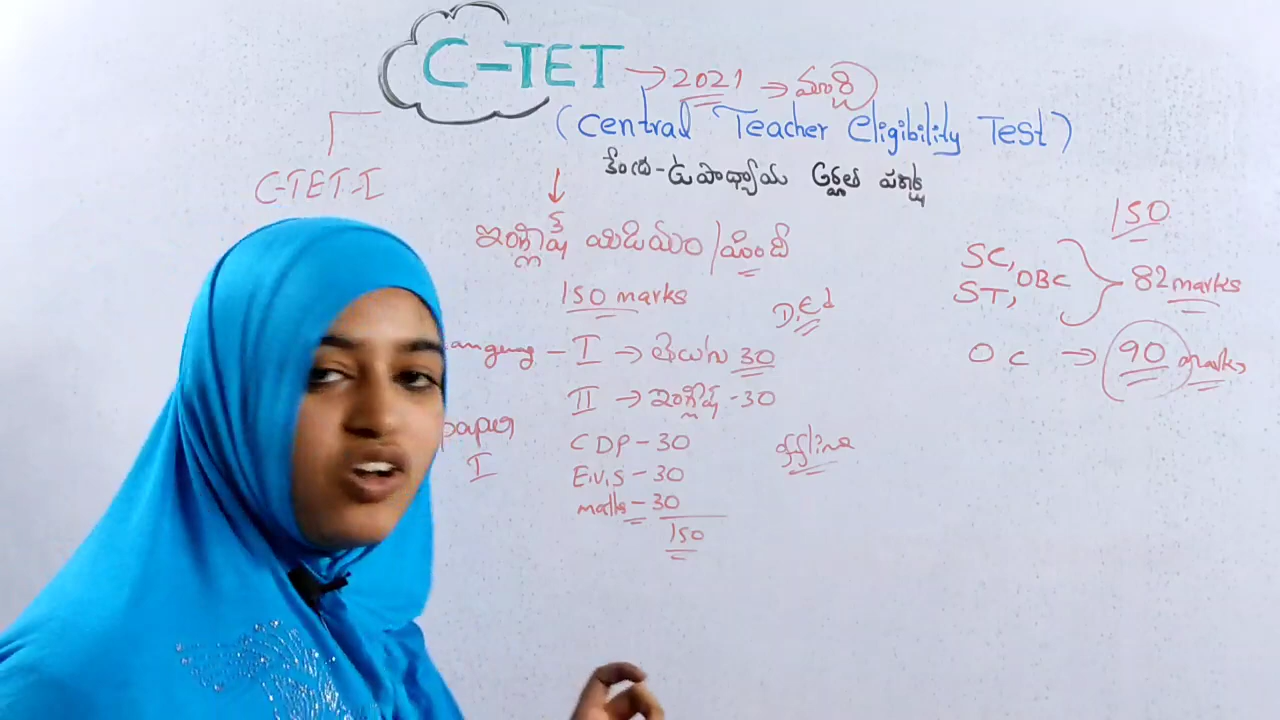 C-TET → 2021 → మార్చి
(Central Teacher Eligibility Test)
కేంద్ర-ఉపాధ్యాయ అర్హత పరీక్ష
C-TET-I
↓
ఇంగ్లీష్ మిడియం/హిందీ
150 marks
D.Ed
I → తెలుగు 30
II → ఇంగ్లీష్ - 30
paper
I
CDP - 30
E.V.S - 30
maths - 30
150
offline
150
SC, ST, OBC } 82 marks
OC → 90 marks